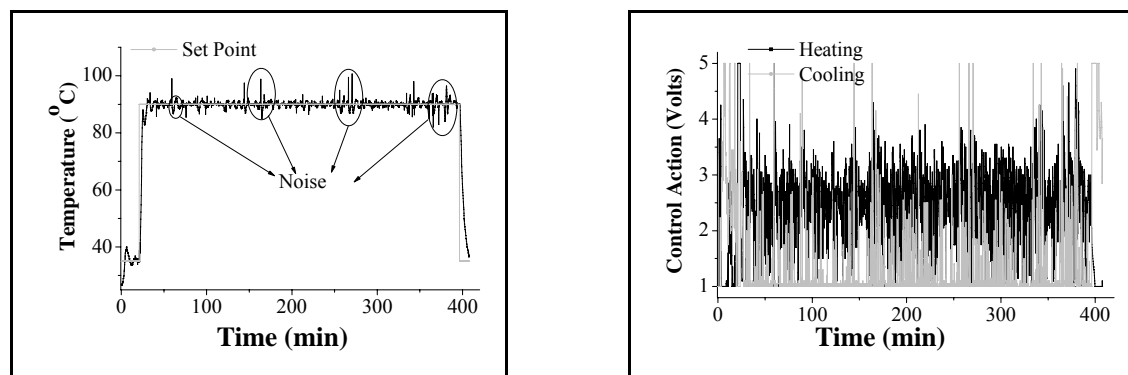 Set Point
100
80
60
40
Temperature (°C)
Noise
0 100 200 300 400
Time (min)
Heating
Cooling
5
4
3
2
1
Control Action (Volts)
0 100 200 300 400
Time (min)